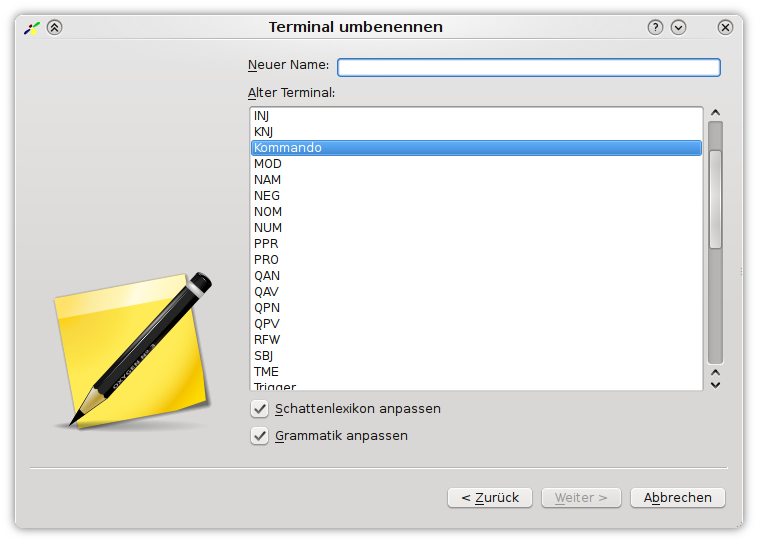 Terminal umbenennen
Neuer Name:
Alter Terminal:
INJ
KNJ
Kommando
MOD
NAM
NEG
NOM
NUM
PPR
PRO
QAN
QAV
QPN
QPV
RFW
SBJ
TME
Trigger
OXYGEN
Schattenlexikon anpassen
Grammatik anpassen
< Zurück
Weiter >
Abbrechen